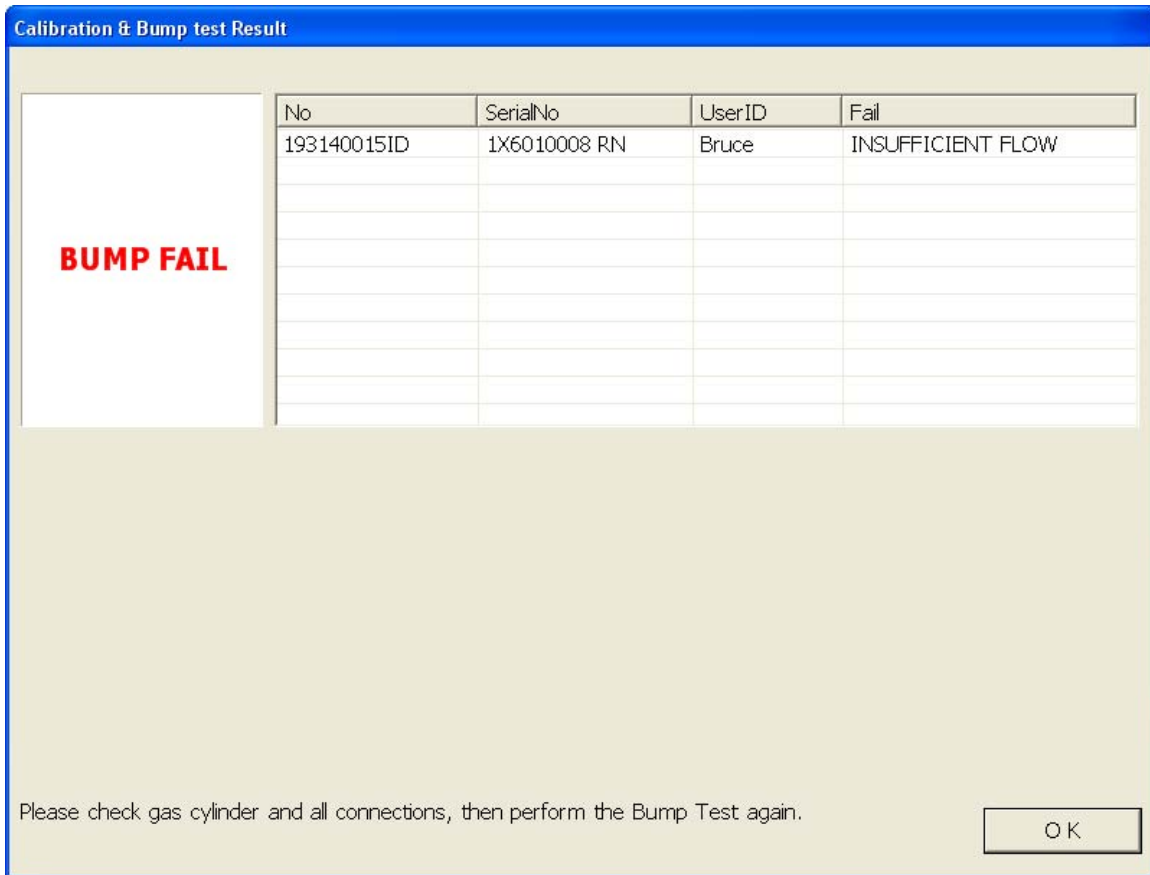 Calibration & Bump test Result
No SerialNo UserID Fail
193140015ID 1X6010008 RN Bruce INSUFFICIENT FLOW
BUMP FAIL
Please check gas cylinder and all connections, then perform the Bump Test again.
O K